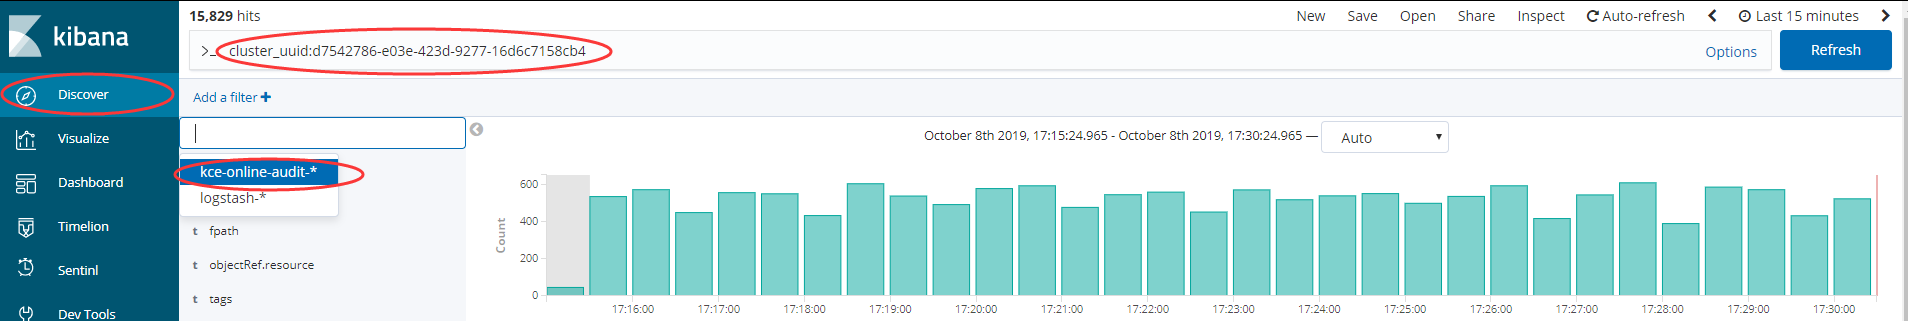 kibana
Discover
Visualize
Dashboard
Timelion
Sentinl
Dev Tools
15,829 hits
New Save Open Share Inspect Auto-refresh Last 15 minutes
>_ cluster_uuid:d7542786-e03e-423d-9277-16d6c7158cb4
Options
Refresh
Add a filter +
kce-online-audit-*
logstash-*
t fpath
t objectRef.resource
t tags
October 8th 2019, 17:15:24.965 - October 8th 2019, 17:30:24.965 —
Auto
Count
600
400
200
0
17:16:00 17:17:00 17:18:00 17:19:00 17:20:00 17:21:00 17:22:00 17:23:00 17:24:00 17:25:00 17:26:00 17:27:00 17:28:00 17:29:00 17:30:00